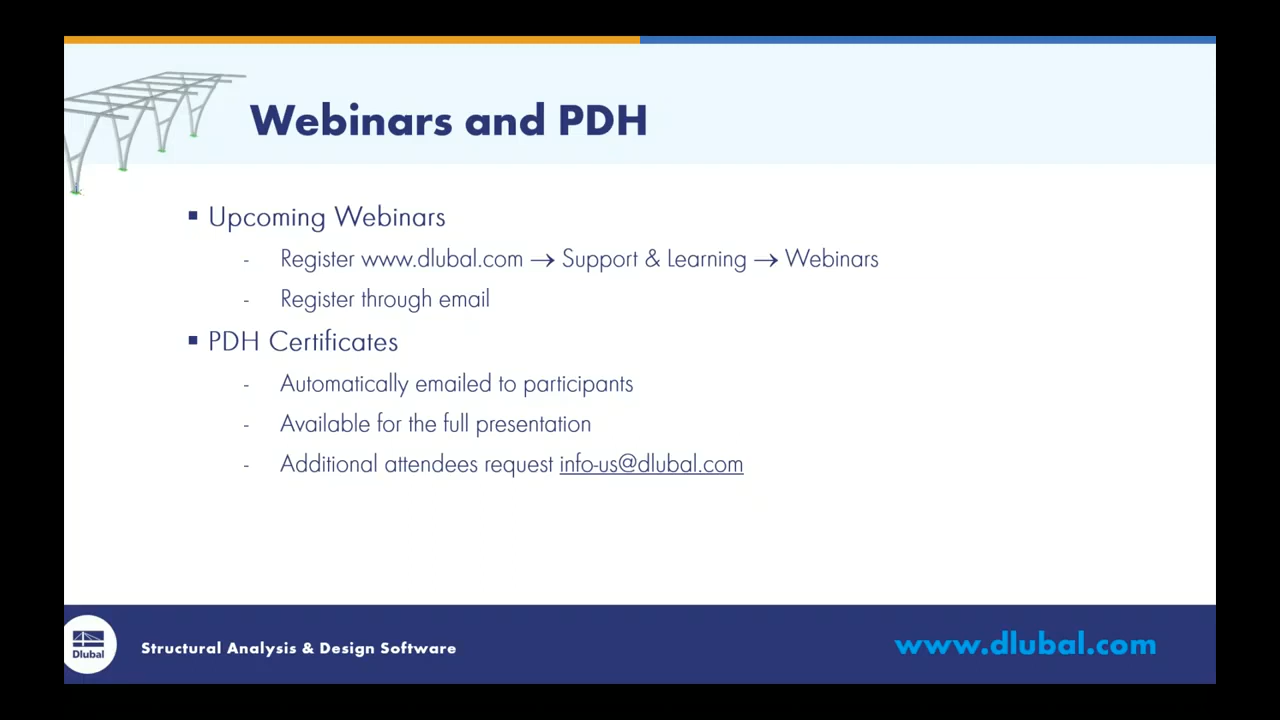 Webinars and PDH
▪ Upcoming Webinars
- Register www.dlubal.com → Support & Learning → Webinars
- Register through email
▪ PDH Certificates
- Automatically emailed to participants
- Available for the full presentation
- Additional attendees request info-us@dlubal.com
Dlubal
Structural Analysis & Design Software
www.dlubal.com